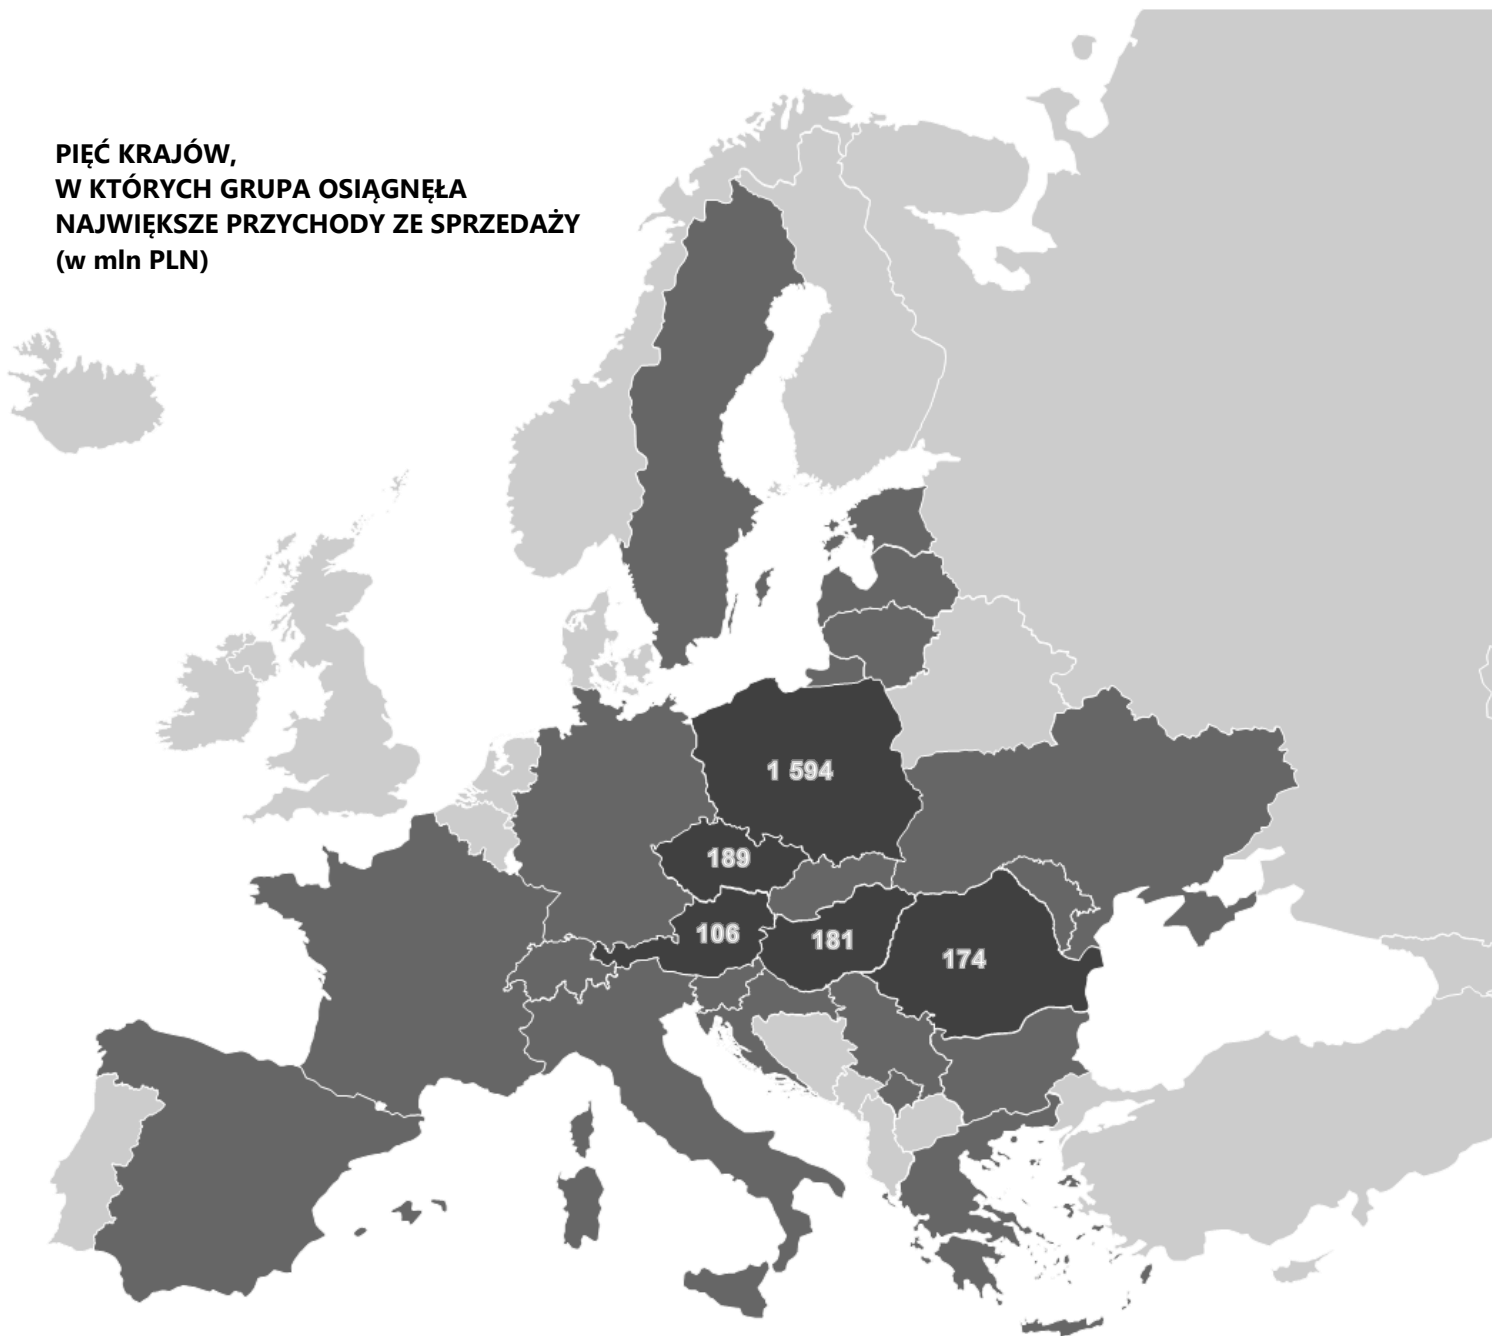 PIĘĆ KRAJÓW,
W KTÓRYCH GRUPA OSIĄGNĘŁA
NAJWIĘKSZE PRZYCHODY ZE SPRZEDAŻY
(w mln PLN)
1 594
189
106
181
174